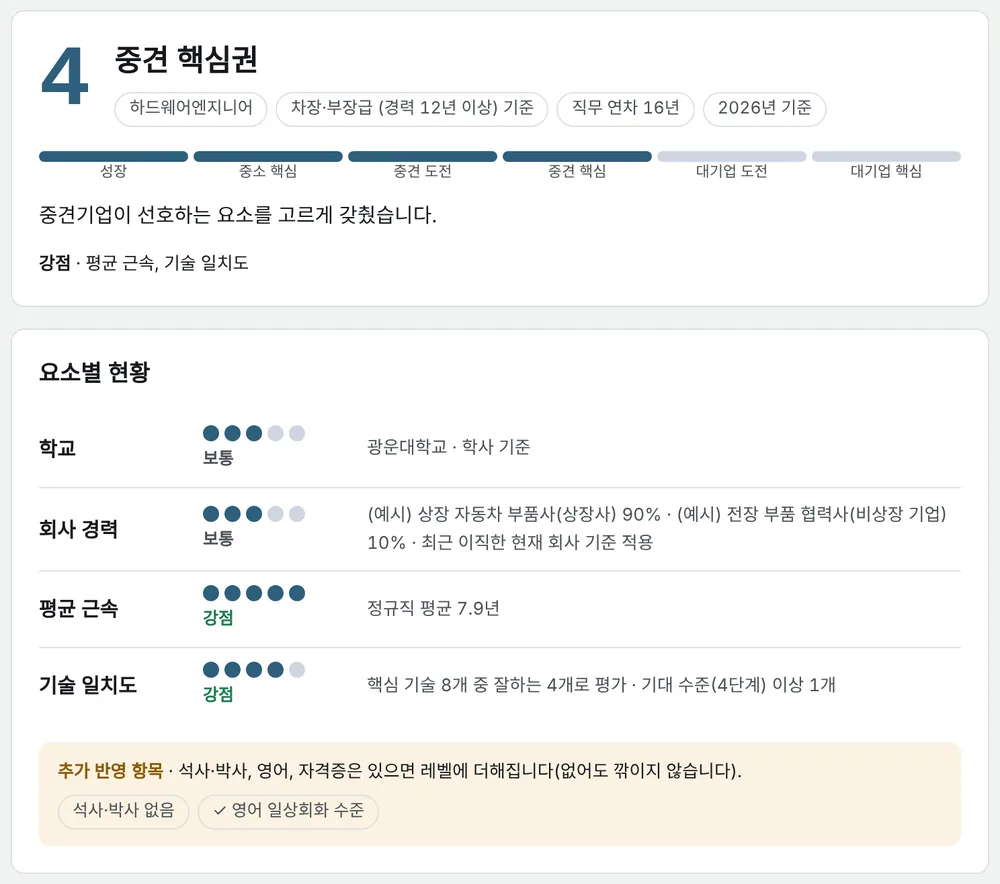 4
중견 핵심권
하드웨어엔지니어 차장·부장급 (경력 12년 이상) 기준 직무 연차 16년 2026년 기준
성장 중소 핵심 중견 도전 중견 핵심 대기업 도전 대기업 핵심
중견기업이 선호하는 요소를 고르게 갖췄습니다.
강점 · 평균 근속, 기술 일치도
요소별 현황
학교
보통
광운대학교 · 학사 기준
회사 경력
보통
(예시) 상장 자동차 부품사(상장사) 90% · (예시) 전장 부품 협력사(비상장 기업)
10% · 최근 이직한 현재 회사 기준 적용
평균 근속
강점
정규직 평균 7.9년
기술 일치도
강점
핵심 기술 8개 중 잘하는 4개로 평가 · 기대 수준(4단계) 이상 1개
추가 반영 항목 · 석사·박사, 영어, 자격증은 있으면 레벨에 더해집니다(없어도 깎이지 않습니다).
석사·박사 없음 ✓ 영어 일상회화 수준